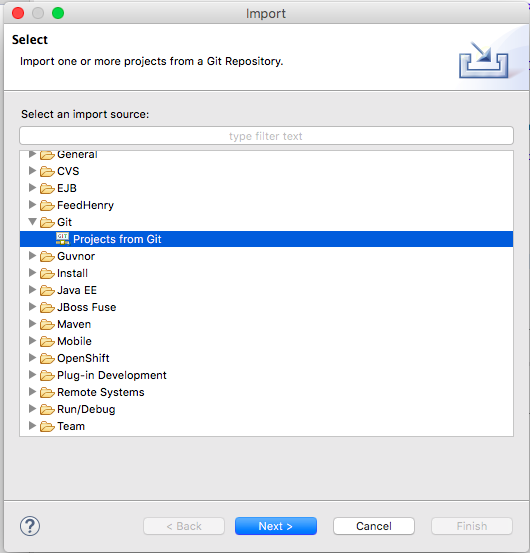 Import
Select
Import one or more projects from a Git Repository.
Select an import source:
type filter text
General
CVS
EJB
FeedHenry
Git
GIT Projects from Git
Guvnor
Install
Java EE
JBoss Fuse
Maven
Mobile
OpenShift
Plug-in Development
Remote Systems
Run/Debug
Team
? < Back Next > Cancel Finish